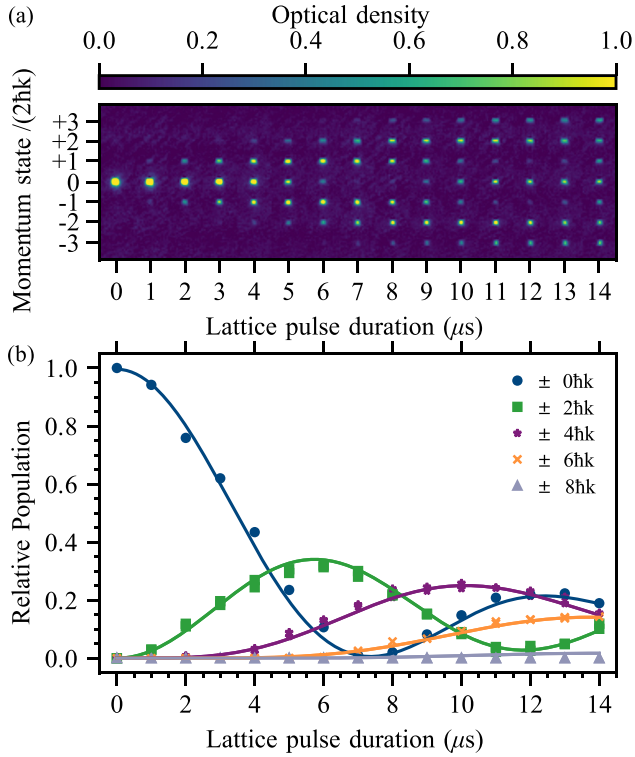 (a)
Optical density
0.0 0.2 0.4 0.6 0.8 1.0
Momentum state /(2ħk)
+3
+2
+1
0
-1
-2
-3
0 1 2 3 4 5 6 7 8 9 10 11 12 13 14
Lattice pulse duration (μs)
(b)
Relative Population
1.0
0.8
0.6
0.4
0.2
0.0
± 0ħk
± 2ħk
± 4ħk
± 6ħk
± 8ħk
0 2 4 6 8 10 12 14
Lattice pulse duration (μs)